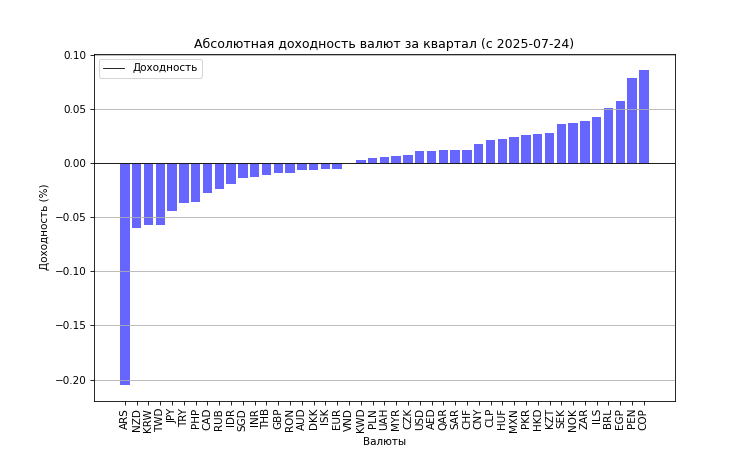 Абсолютная доходность валют за квартал (с 2025-07-24)
Доходность
0.10
0.05
0.00
−0.05
−0.10
−0.15
−0.20
Доходность (%)
ARS NZD KRW TWD JPY TRY PHP CAD RUB IDR SGD INR THB GBP RON AUD DKK ISK EUR VND KWD PLN UAH MYR CZK USD AED QAR SAR CHF CNY CLP HUF MXN PKR HKD KZT SEK NOK ZAR ILS BRL EGP PEN COP
Валюты